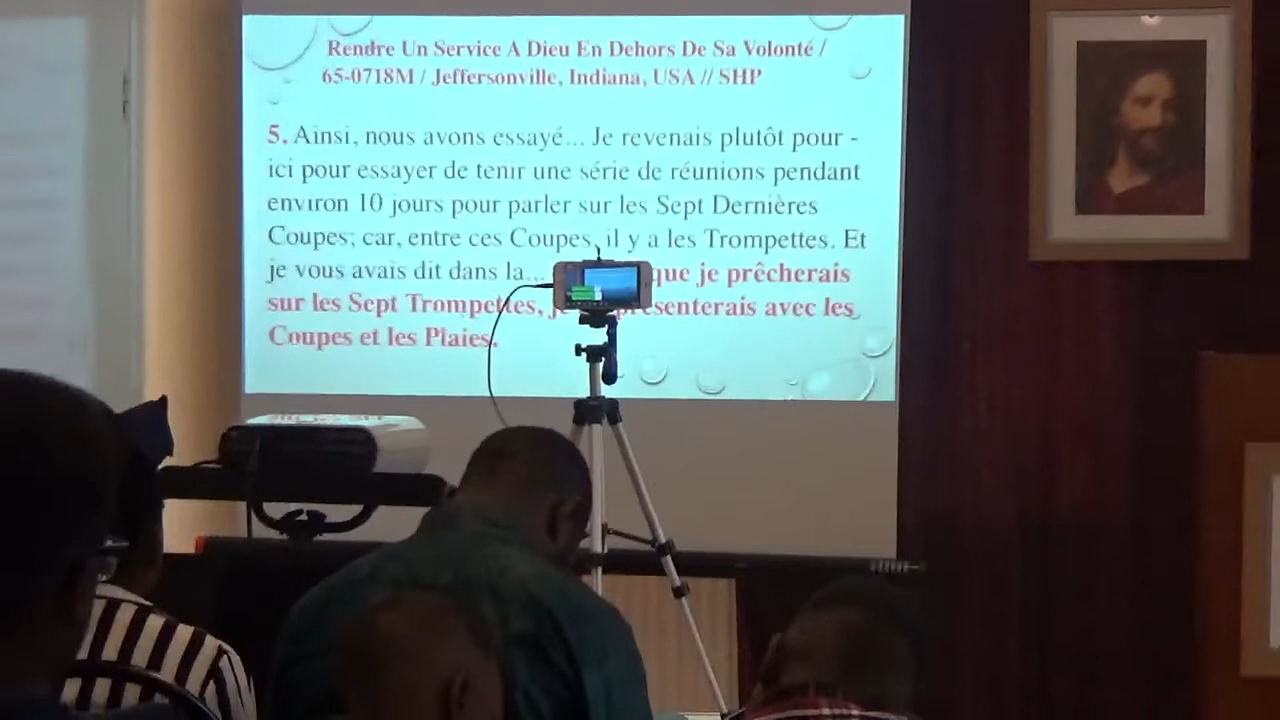 Rendre Un Service A Dieu En Dehors De Sa Volonté /
65-0718M / Jeffersonville, Indiana, USA // SHP
5. Ainsi, nous avons essayé... Je revenais plutôt pour -
ici pour essayer de tenir une série de réunions pendant
environ 10 jours pour parler sur les Sept Dernières
Coupes; car, entre ces Coupes, il y a les Trompettes. Et
je vous avais dit dans la... que je prêcherais
sur les Sept Trompettes, avec les
Coupes et les Plaies.